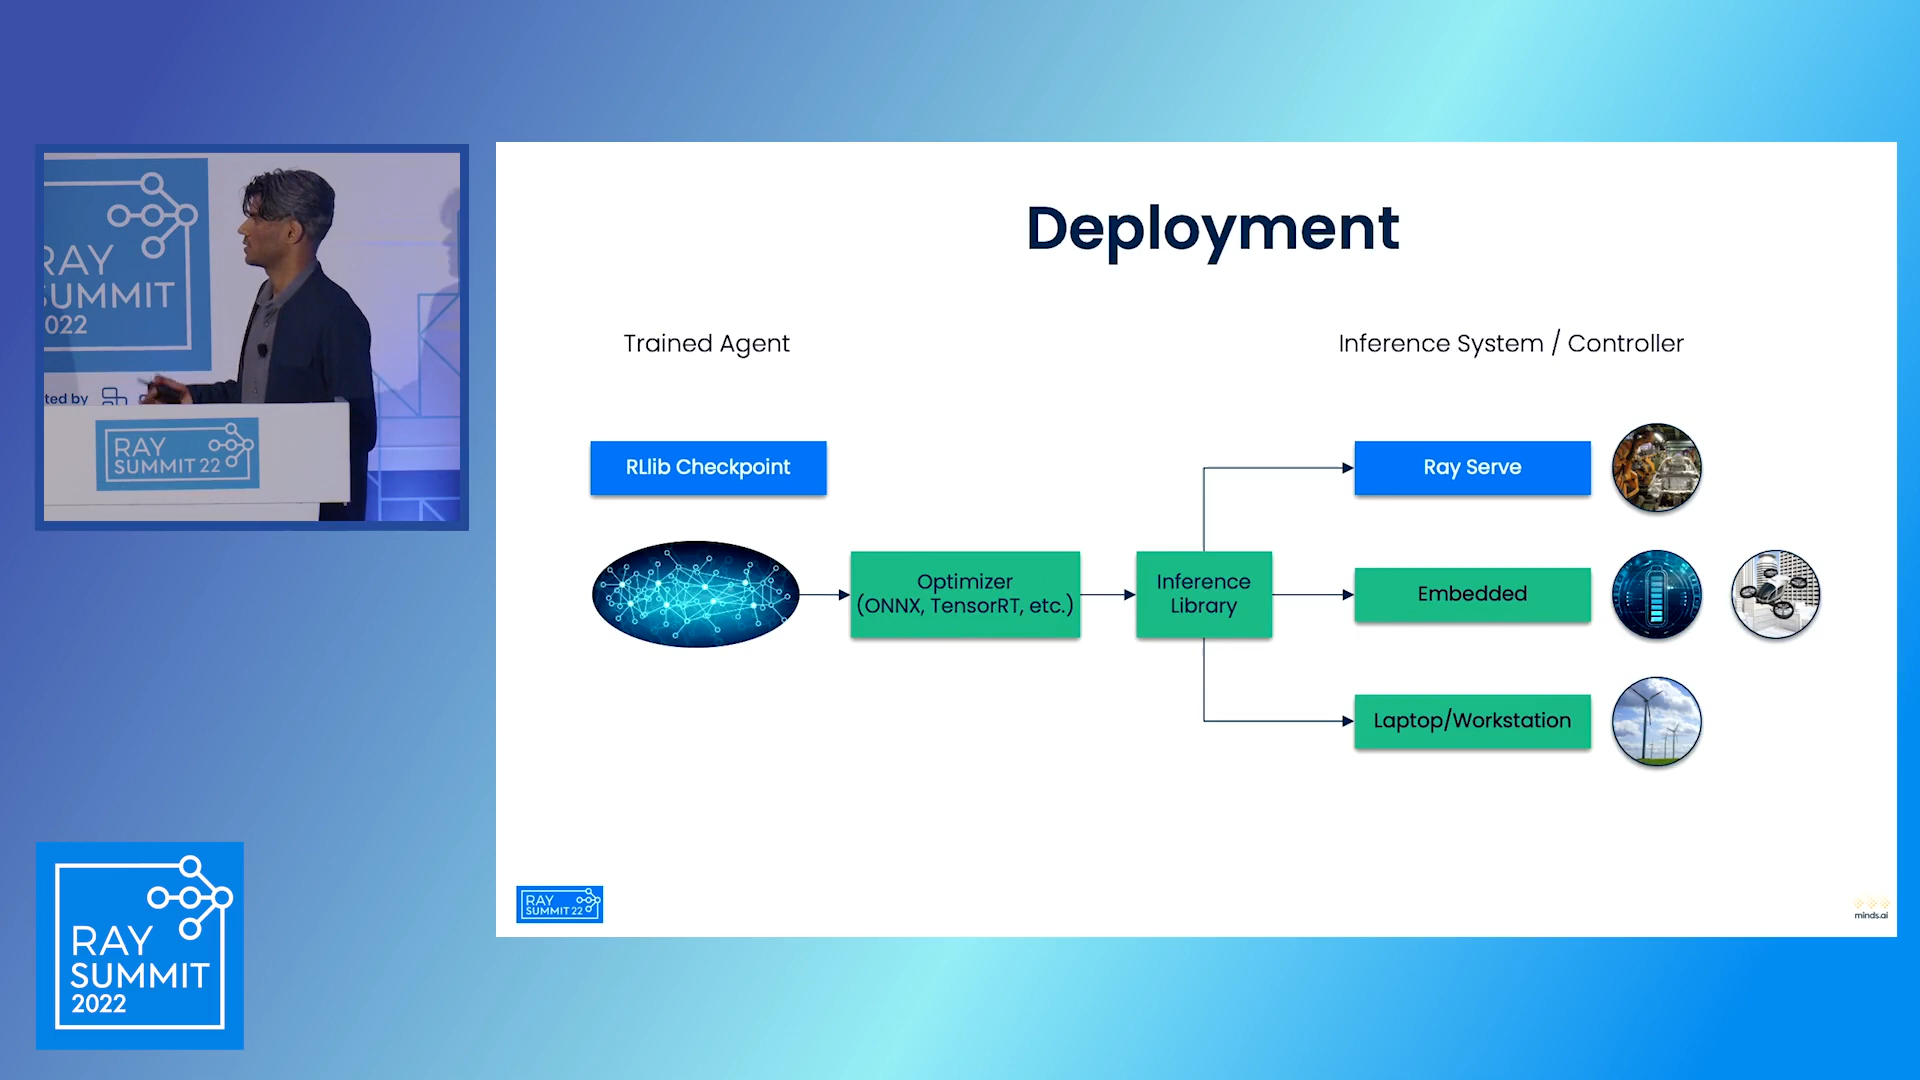 RAY
SUMMIT
022
ted by
RAY
SUMMIT 22
Deployment
Trained Agent
Inference System / Controller
RLlib Checkpoint
Ray Serve
Optimizer
(ONNX, TensorRT, etc.)
Inference
Library
Embedded
Laptop/Workstation
RAY
SUMMIT 22
minds.ai
RAY
SUMMIT
2022